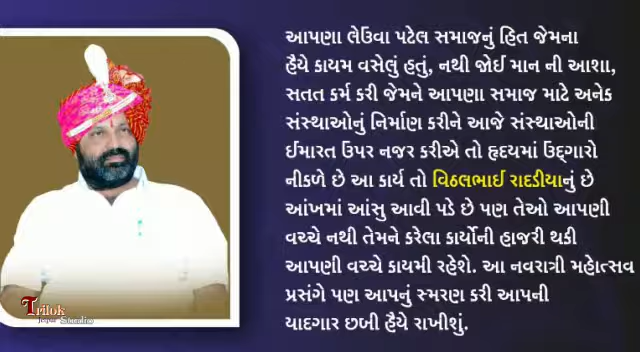 આપણા લેઉવા પટેલ સમાજનું હિત જેમના
હૈયે કાયમ વસેલું હતું, નથી જોઈ માન ની આશા,
સતત કર્મ કરી જેમને આપણા સમાજ માટે અનેક
સંસ્થાઓનું નિર્માણ કરીને આજે સંસ્થાઓની
ઈમારત ઉપર નજર કરીએ તો હૃદયમાં ઉદ્‌ગારો
નીકળે છે આ કાર્ય તો વિઠલભાઈ રાદડીયાનું છે
આંખમાં આંસુ આવી પડે છે પણ તેઓ આપણી
વચ્ચે નથી તેમને કરેલા કાર્યોની હાજરી થકી
આપણી વચ્ચે કાયમી રહેશે. આ નવરાત્રી મહોત્સવ
પ્રસંગે પણ આપનું સ્મરણ કરી આપની
યાદગાર છબી હૈયે રાખીશું.
Trilok